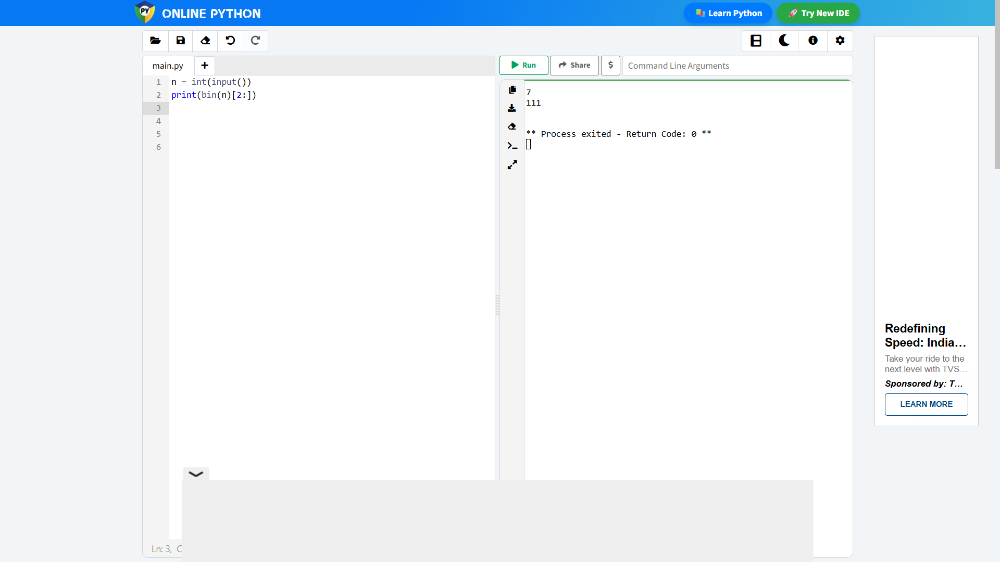 PY ONLINE PYTHON
Learn Python
Try New IDE
main.py
Run
Share
$
Command Line Arguments
1 n = int(input())
2 print(bin(n)[2:])
3
4
5
6
7
111
** Process exited - Return Code: 0 **
Redefining
Speed: India...
Take your ride to the
next level with TVS...
Sponsored by: T...
LEARN MORE
Ln: 3, C